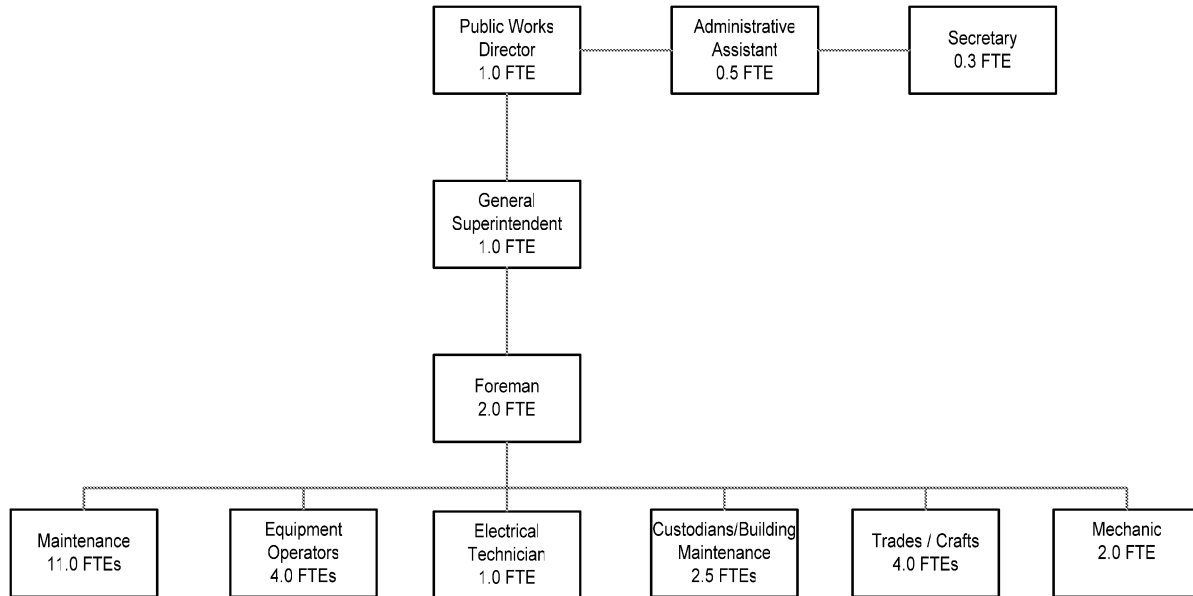 Public Works
Director
1.0 FTE
Administrative
Assistant
0.5 FTE
Secretary
0.3 FTE
General
Superintendent
1.0 FTE
Foreman
2.0 FTE
Maintenance
11.0 FTEs
Equipment
Operators
4.0 FTEs
Electrical
Technician
1.0 FTE
Custodians/Building
Maintenance
2.5 FTEs
Trades / Crafts
4.0 FTEs
Mechanic
2.0 FTE